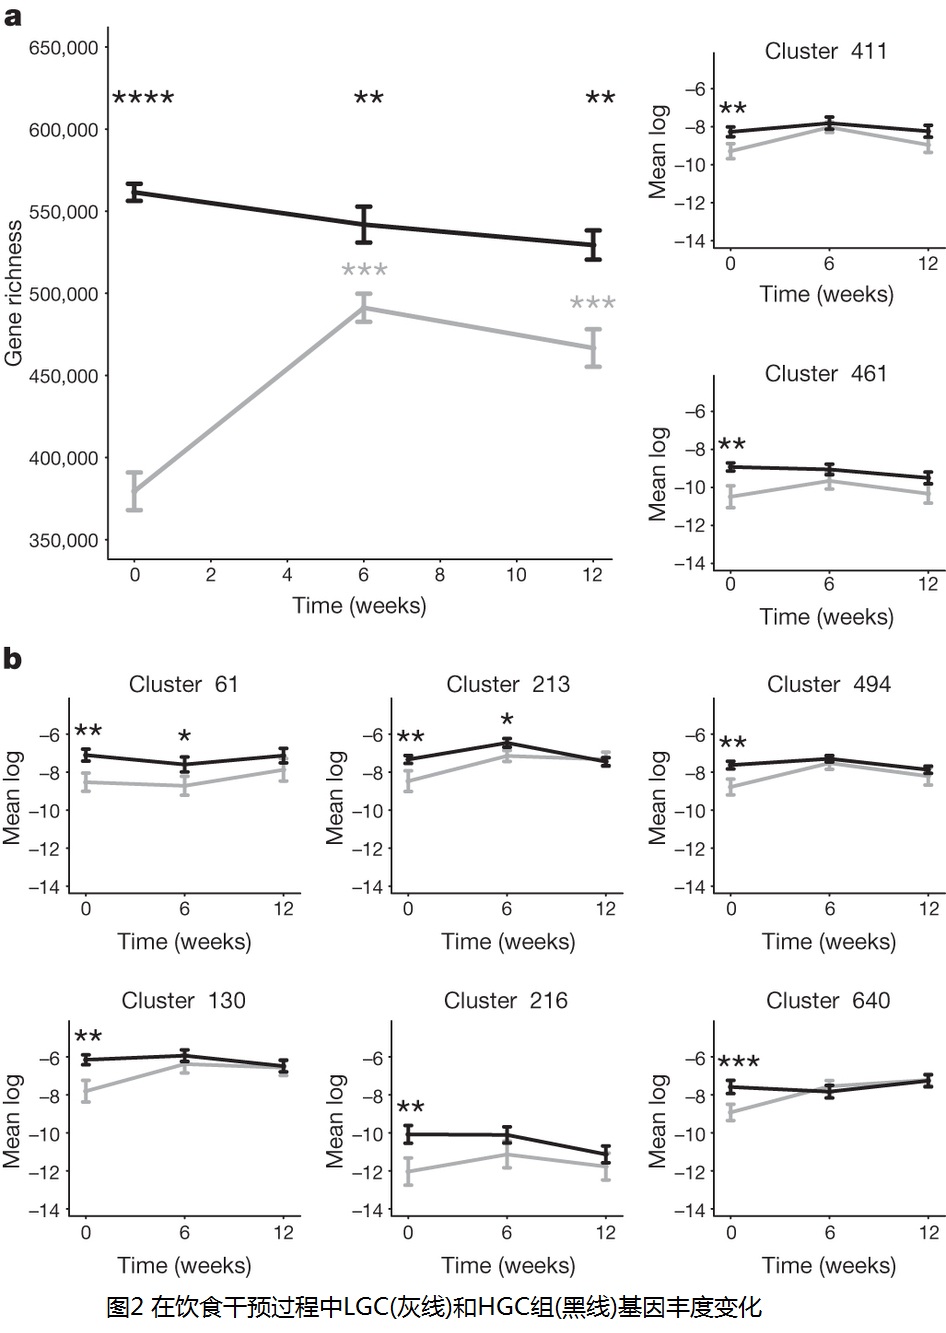 a
650,000
600,000
550,000
500,000
450,000
400,000
350,000
Gene richness
**** ** **
***
***
0 2 4 6 8 10 12
Time (weeks)
Cluster 411
Mean log
−6
−8
−10
−12
−14
**
0 6 12
Time (weeks)
Cluster 461
Mean log
−6
−8
−10
−12
−14
**
0 6 12
Time (weeks)
b
Cluster 61
Mean log
−6
−8
−10
−12
−14
** *
0 6 12
Time (weeks)
Cluster 213
Mean log
−6
−8
−10
−12
−14
** *
0 6 12
Time (weeks)
Cluster 494
Mean log
−6
−8
−10
−12
−14
**
0 6 12
Time (weeks)
Cluster 130
Mean log
−6
−8
−10
−12
−14
**
0 6 12
Time (weeks)
Cluster 216
Mean log
−6
−8
−10
−12
−14
**
0 6 12
Time (weeks)
Cluster 640
Mean log
−6
−8
−10
−12
−14
***
0 6 12
Time (weeks)
图2 在饮食干预过程中LGC(灰线)和HGC组(黑线)基因丰度变化